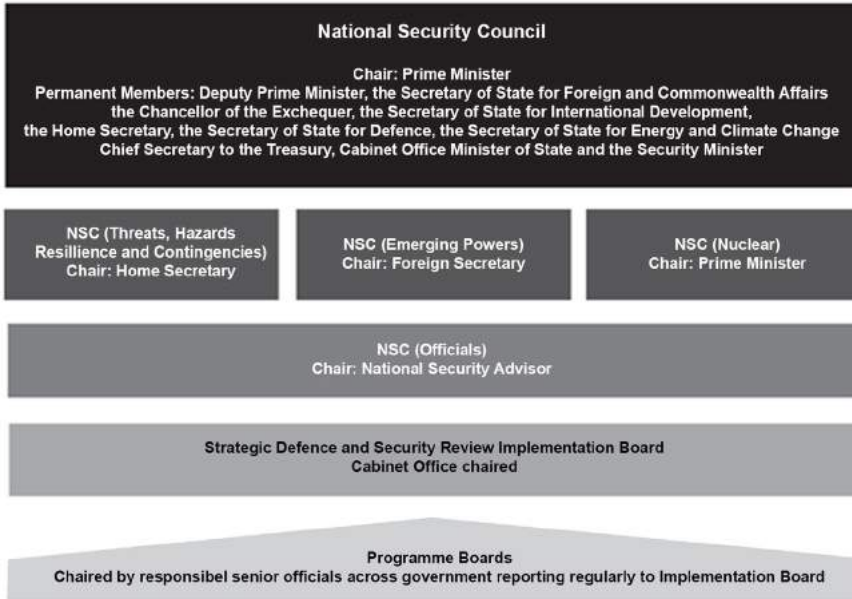 National Security Council
Chair: Prime Minister
Permanent Members: Deputy Prime Minister, the Secretary of State for Foreign and Commonwealth Affairs
the Chancellor of the Exchequer, the Secretary of State for International Development,
the Home Secretary, the Secretary of State for Defence, the Secretary of State for Energy and Climate Change
Chief Secretary to the Treasury, Cabinet Office Minister of State and the Security Minister
NSC (Threats, Hazards
Resillience and Contingencies)
Chair: Home Secretary
NSC (Emerging Powers)
Chair: Foreign Secretary
NSC (Nuclear)
Chair: Prime Minister
NSC (Officials)
Chair: National Security Advisor
Strategic Defence and Security Review Implementation Board
Cabinet Office chaired
Programme Boards
Chaired by responsibel senior officials across government reporting regularly to Implementation Board